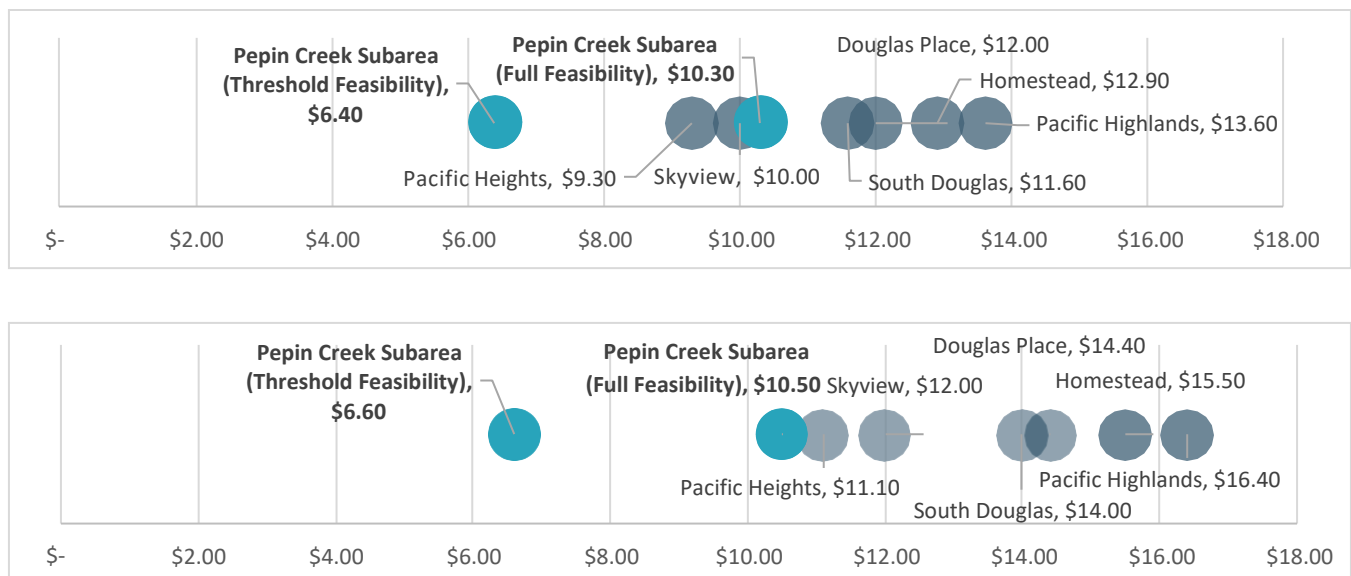 Pepin Creek Subarea
(Threshold Feasibility),
$6.40
Pepin Creek Subarea
(Full Feasibility), $10.30
Douglas Place, $12.00
Homestead, $12.90
Pacific Highlands, $13.60
Pacific Heights, $9.30
Skyview, $10.00
South Douglas, $11.60
$- $2.00 $4.00 $6.00 $8.00 $10.00 $12.00 $14.00 $16.00 $18.00
Pepin Creek Subarea
(Threshold Feasibility),
$6.60
Pepin Creek Subarea
(Full Feasibility), $10.50
Skyview, $12.00
Douglas Place, $14.40
Homestead, $15.50
Pacific Heights, $11.10
Pacific Highlands, $16.40
South Douglas, $14.00
$- $2.00 $4.00 $6.00 $8.00 $10.00 $12.00 $14.00 $16.00 $18.00